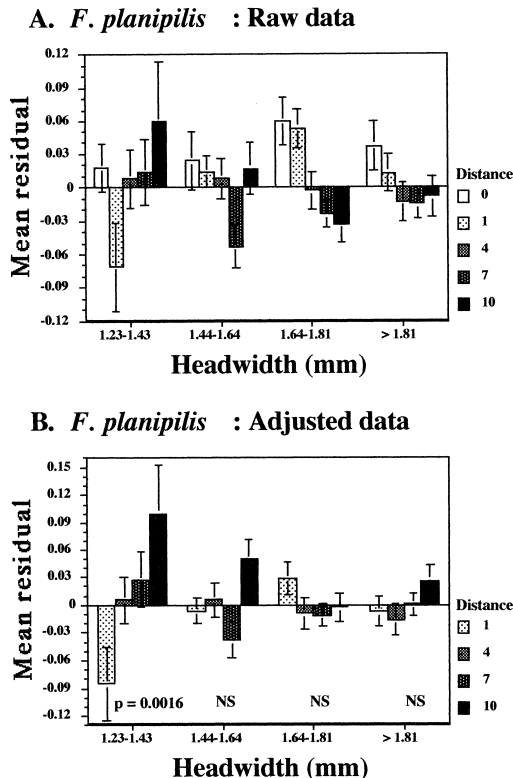 A. F. planipilis : Raw data
0.12
0.09
0.06
0.03
0
-0.03
-0.06
-0.09
-0.12
Mean residual
1.23-1.43 1.44-1.64 1.64-1.81 > 1.81
Headwidth (mm)
Distance
0
1
4
7
10
B. F. planipilis : Adjusted data
0.15
0.12
0.09
0.06
0.03
0
-0.03
-0.06
-0.09
-0.12
Mean residual
p = 0.0016 NS NS NS
1.23-1.43 1.44-1.64 1.64-1.81 > 1.81
Headwidth (mm)
Distance
1
4
7
10